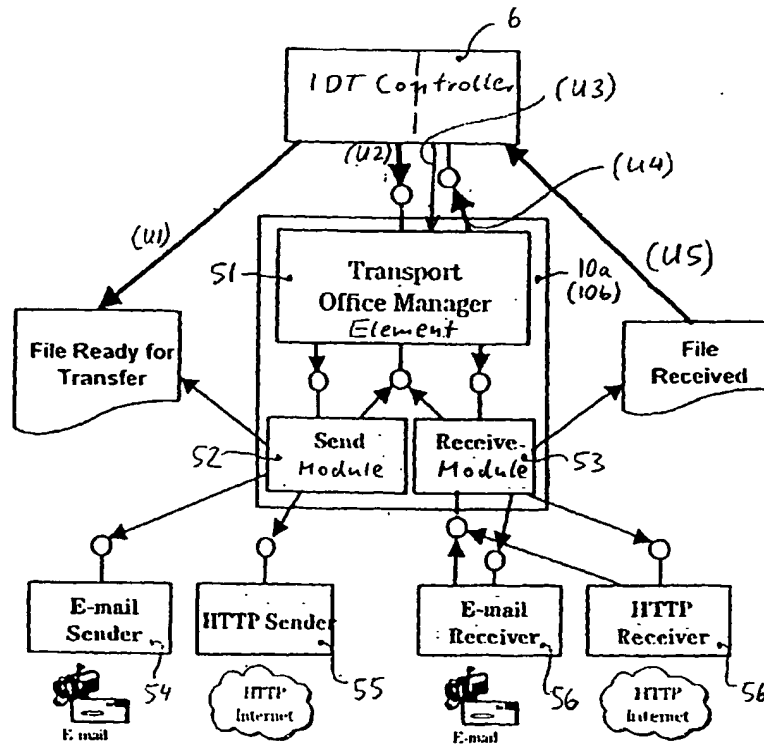 6
IDT Controller
(U3)
(U2)
(U4)
(U1)
51
Transport
Office Manager
Element
10a
(10b)
(U5)
File Ready for
Transfer
File
Received
52
Send
Module
Receive
Module
53
E-mail
Sender
54
HTTP Sender
55
E-mail
Receiver
56
HTTP
Receiver
56
E-mail
HTTP
Internet
E-mail
HTTP
Internet